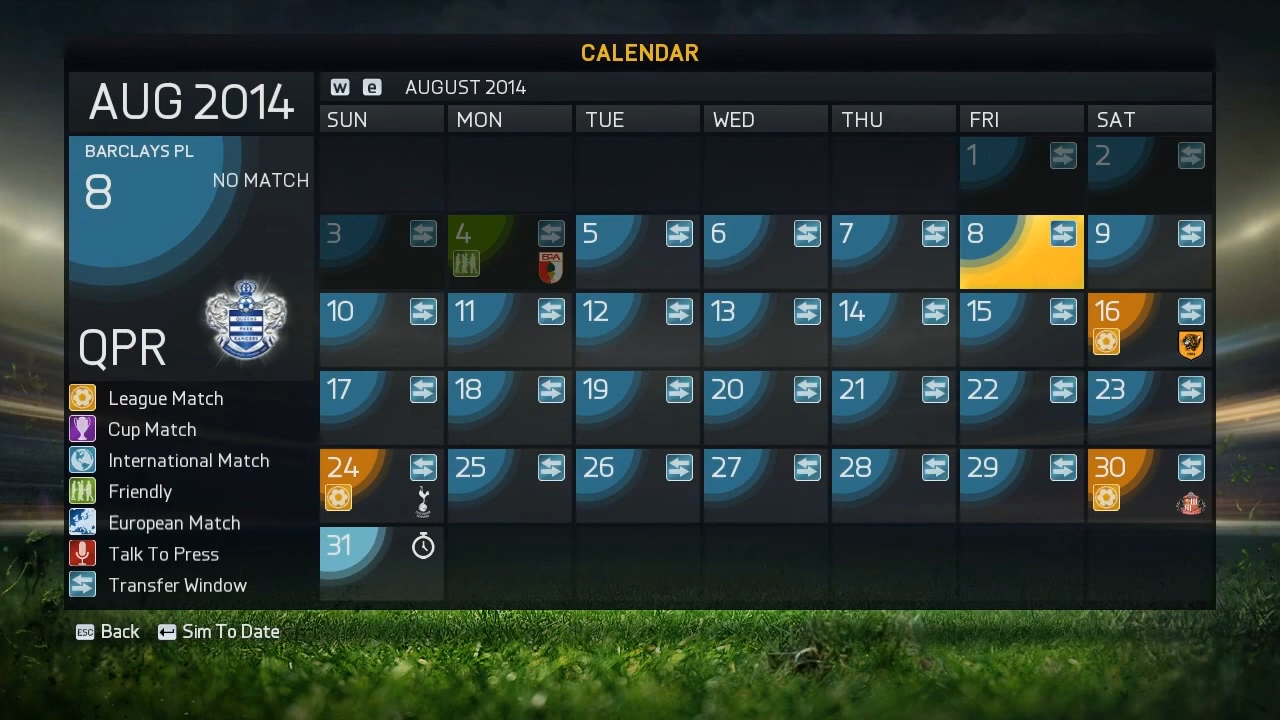 CALENDAR
AUG 2014
W e AUGUST 2014
SUN MON TUE WED THU FRI SAT
BARCLAYS PL
8
NO MATCH
1 2
3 4 5 6 7 8 9
10 11 12 13 14 15 16
17 18 19 20 21 22 23
24 25 26 27 28 29 30
31
QPR
League Match
Cup Match
International Match
Friendly
European Match
Talk To Press
Transfer Window
ESC Back Sim To Date